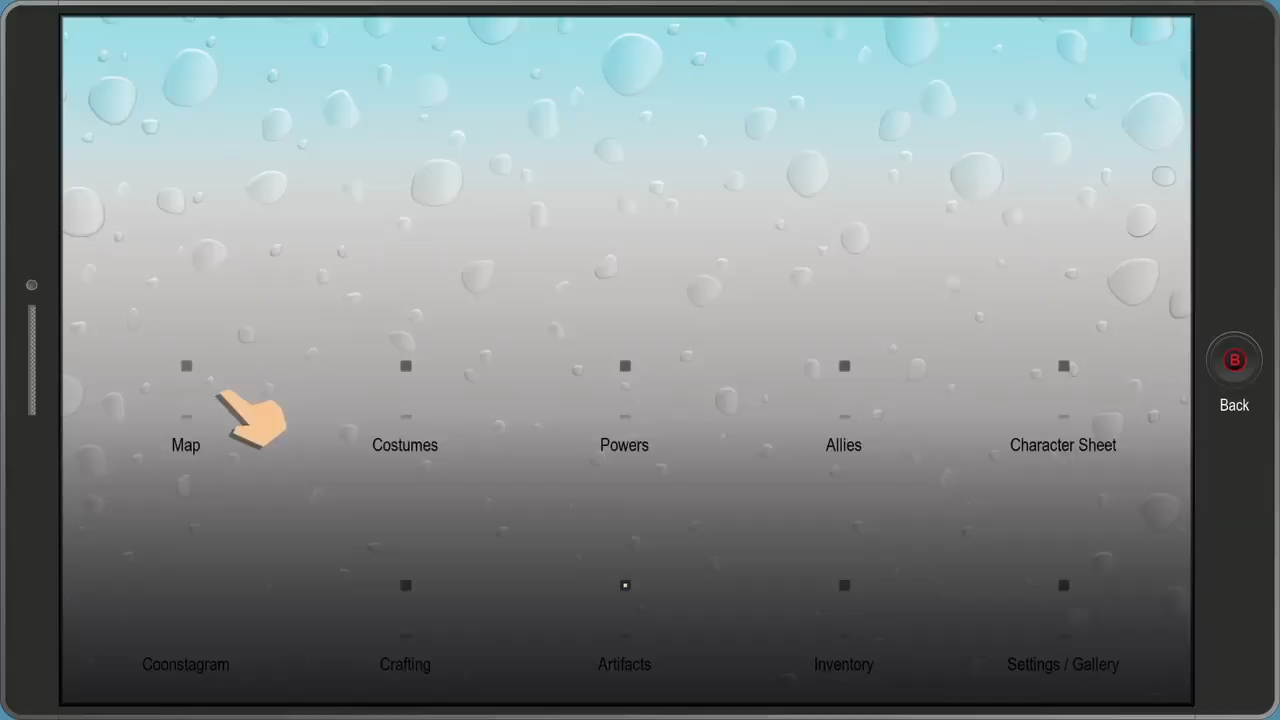 B
Back
Map
Costumes
Powers
Allies
Character Sheet
Coonstagram
Crafting
Artifacts
Inventory
Settings / Gallery